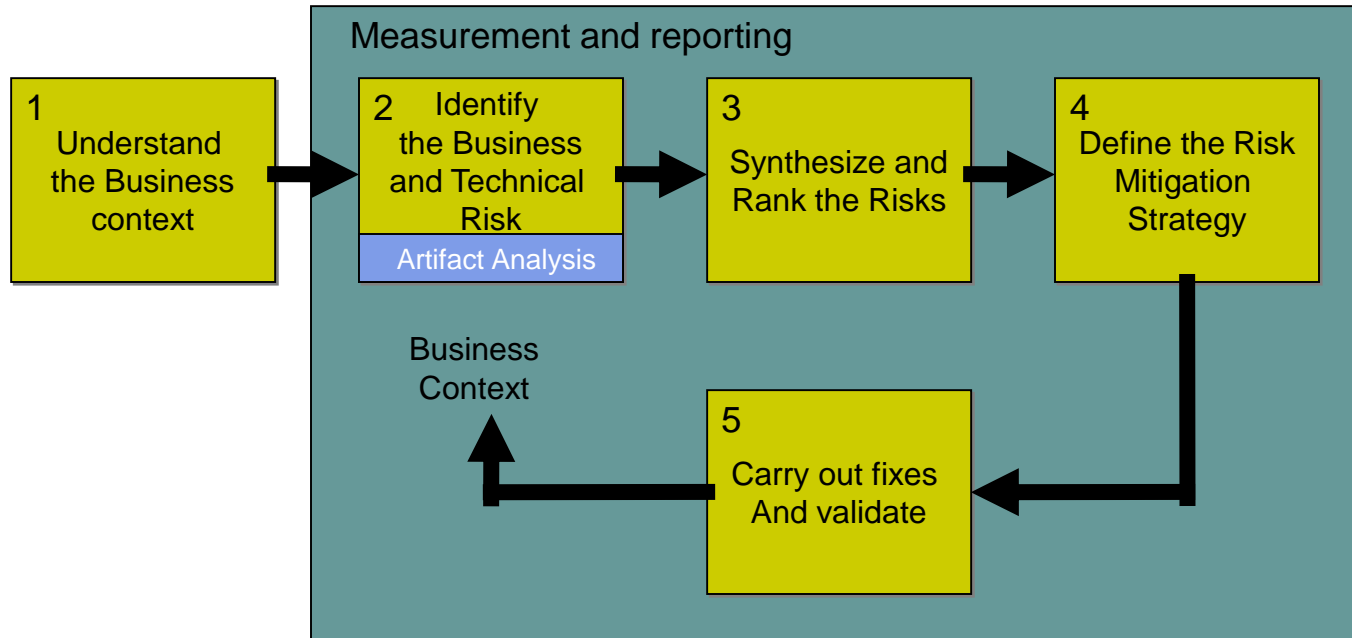 Measurement and reporting
1
Understand
the Business
context
2
Identify
the Business
and Technical
Risk
Artifact Analysis
3
Synthesize and
Rank the Risks
4
Define the Risk
Mitigation
Strategy
Business
Context
5
Carry out fixes
And validate